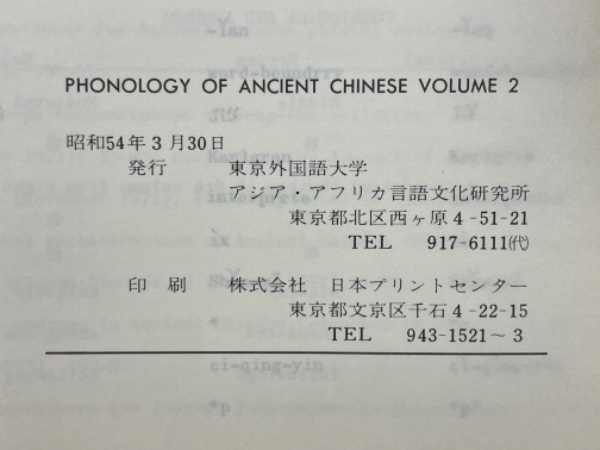 PHONOLOGY OF ANCIENT CHINESE VOLUME 2
昭和54年3月30日
発行 東京外国語大学
アジア・アフリカ言語文化研究所
東京都北区西ヶ原4-51-21
TEL 917-6111㈹
印刷 株式会社 日本プリントセンター
東京都文京区千石4-22-15
TEL 943-1521～3